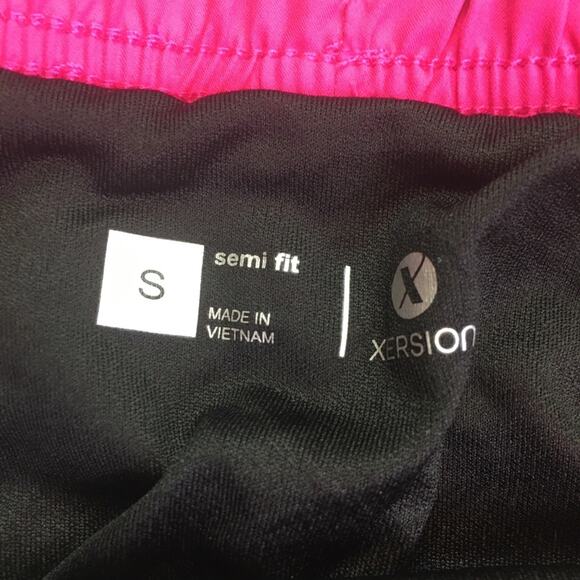 S
semi fit
MADE IN
VIETNAM
X
XERSION